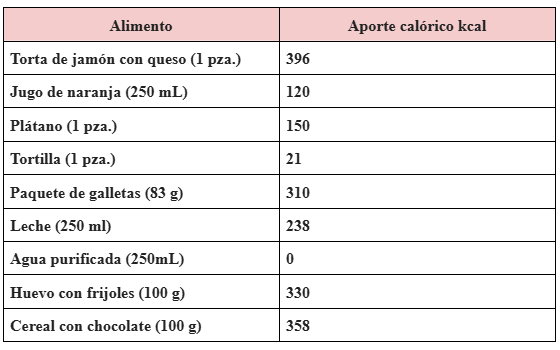 Alimento Aporte calórico kcal
Torta de jamón con queso (1 pza.) 396
Jugo de naranja (250 mL) 120
Plátano (1 pza.) 150
Tortilla (1 pza.) 21
Paquete de galletas (83 g) 310
Leche (250 ml) 238
Agua purificada (250mL) 0
Huevo con frijoles (100 g) 330
Cereal con chocolate (100 g) 358